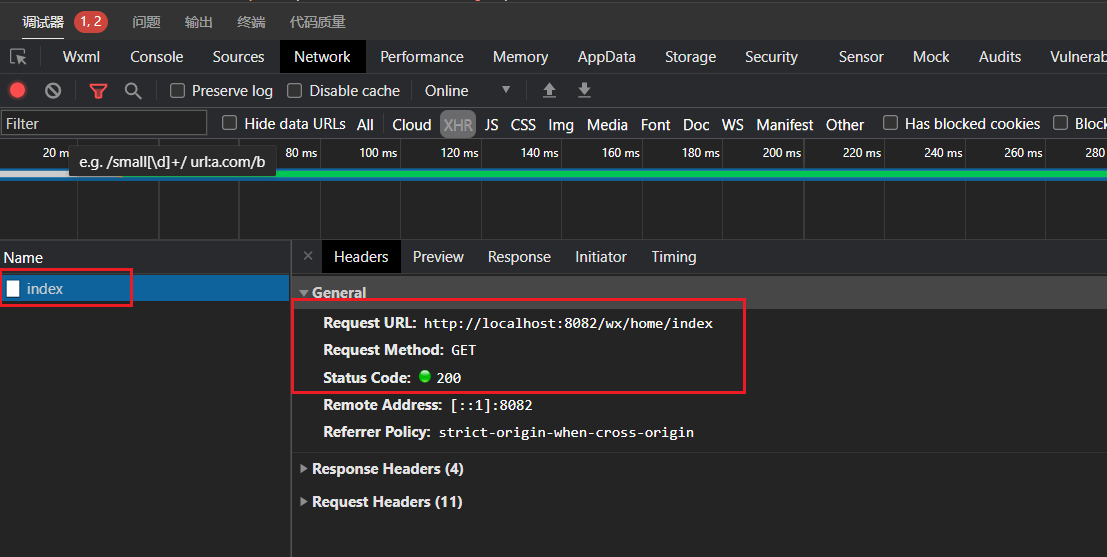 调试器 1, 2 问题 输出 终端 代码质量
Wxml Console Sources Network Performance Memory AppData Storage Security Sensor Mock Audits Vulnerab
Preserve log Disable cache Online
Filter Hide data URLs All Cloud XHR JS CSS Img Media Font Doc WS Manifest Other Has blocked cookies Bloc
20 m 80 ms 100 ms 120 ms 140 ms 160 ms 180 ms 200 ms 220 ms 240 ms 260 ms 280
e.g. /small[\d]+/ url:a.com/b
Name
index
Headers Preview Response Initiator Timing
General
Request URL: http://localhost:8082/wx/home/index
Request Method: GET
Status Code: 200
Remote Address: [::1]:8082
Referrer Policy: strict-origin-when-cross-origin
Response Headers (4)
Request Headers (11)